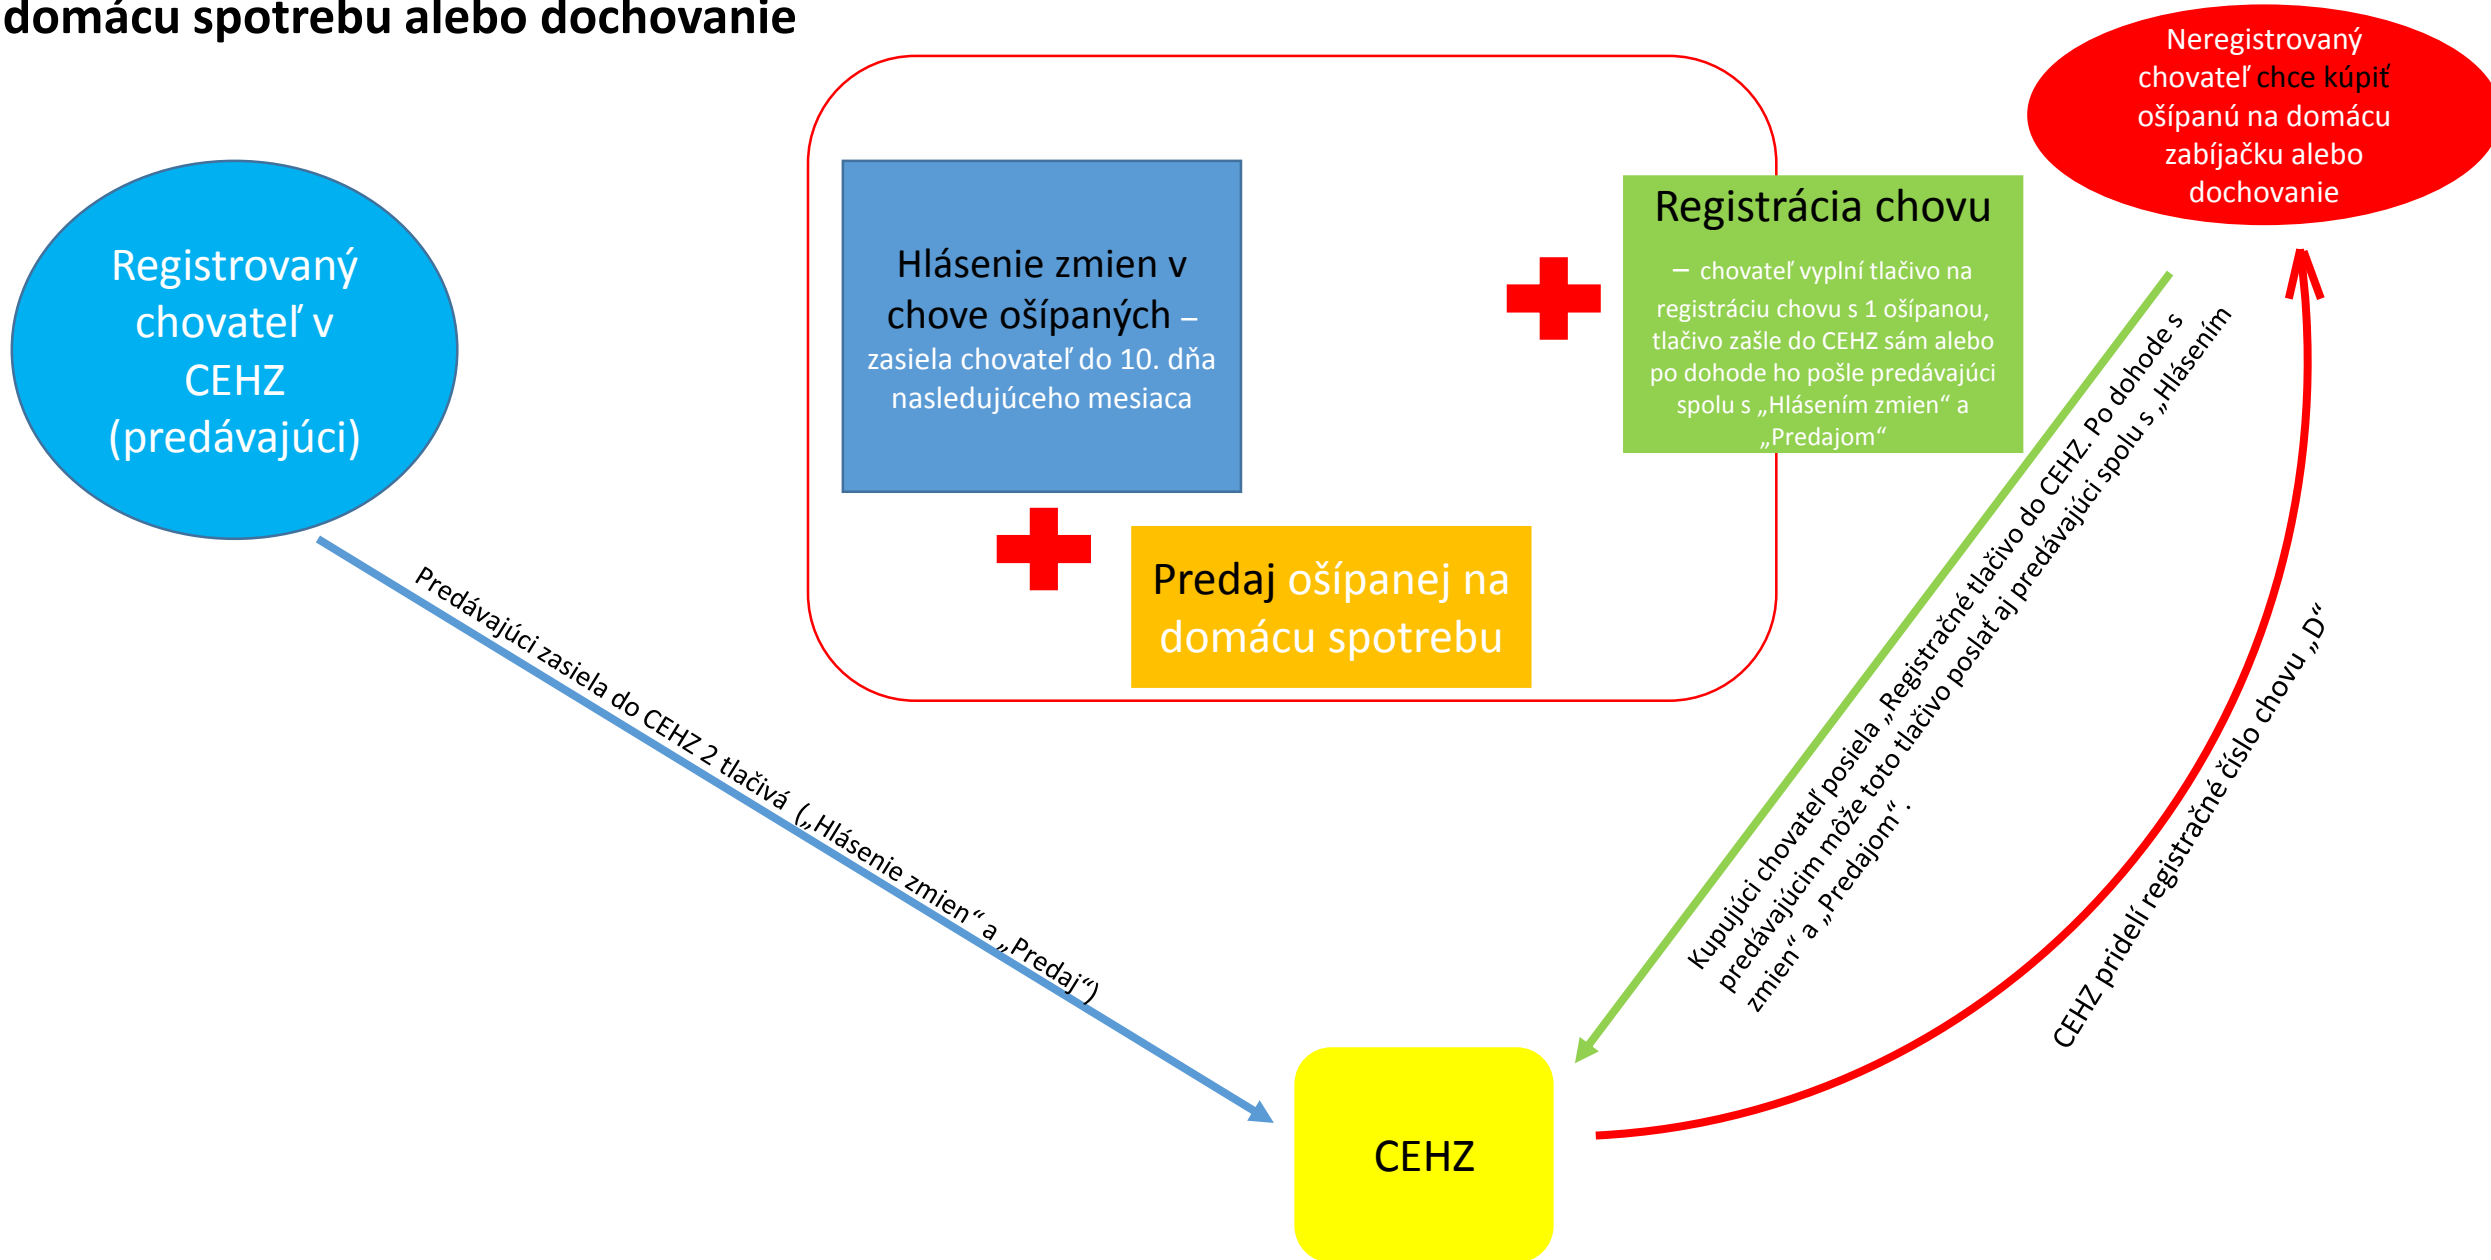 domácu spotrebu alebo dochovanie
Neregistrovaný
chovateľ chce kúpiť
ošípanú na domácu
zabíjačku alebo
dochovanie
Registrovaný
chovateľ v
CEHZ
(predávajúci)
Hlásenie zmien v
chove ošípaných –
zasiela chovateľ do 10. dňa
nasledujúceho mesiaca
Registrácia chovu
– chovateľ vyplní tlačivo na
registráciu chovu s 1 ošípanou,
tlačivo zašle do CEHZ sám alebo
po dohode ho pošle predávajúci
spolu s „Hlásením zmien“ a
„Predajom“
Predaj ošípanej na
domácu spotrebu
Predávajúci zasiela do CEHZ 2 tlačivá („Hlásenie zmien“ a „Predaj“)
Kupujúci chovateľ posiela „Registračné tlačivo do CEHZ. Po dohode s
predávajúcim môže toto tlačivo poslať aj predávajúci spolu s „Hlásením
zmien“ a „Predajom“.
CEHZ pridelí registračné číslo chovu „D“
CEHZ